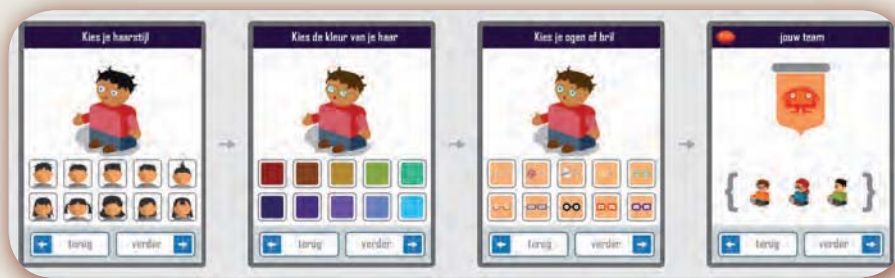 Kies je haarstijl
Kies de kleur van je haar
Kies je ogen of bril
jouw team
terug
verder
terug
verder
terug
verder
terug
verder